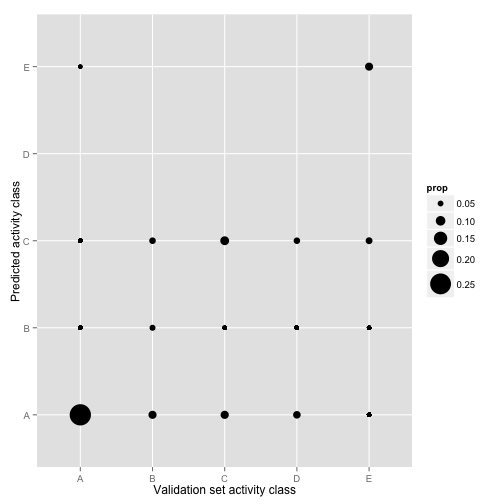 E
D
C
B
A
Predicted activity class
A B C D E
Validation set activity class
prop
0.05
0.10
0.15
0.20
0.25